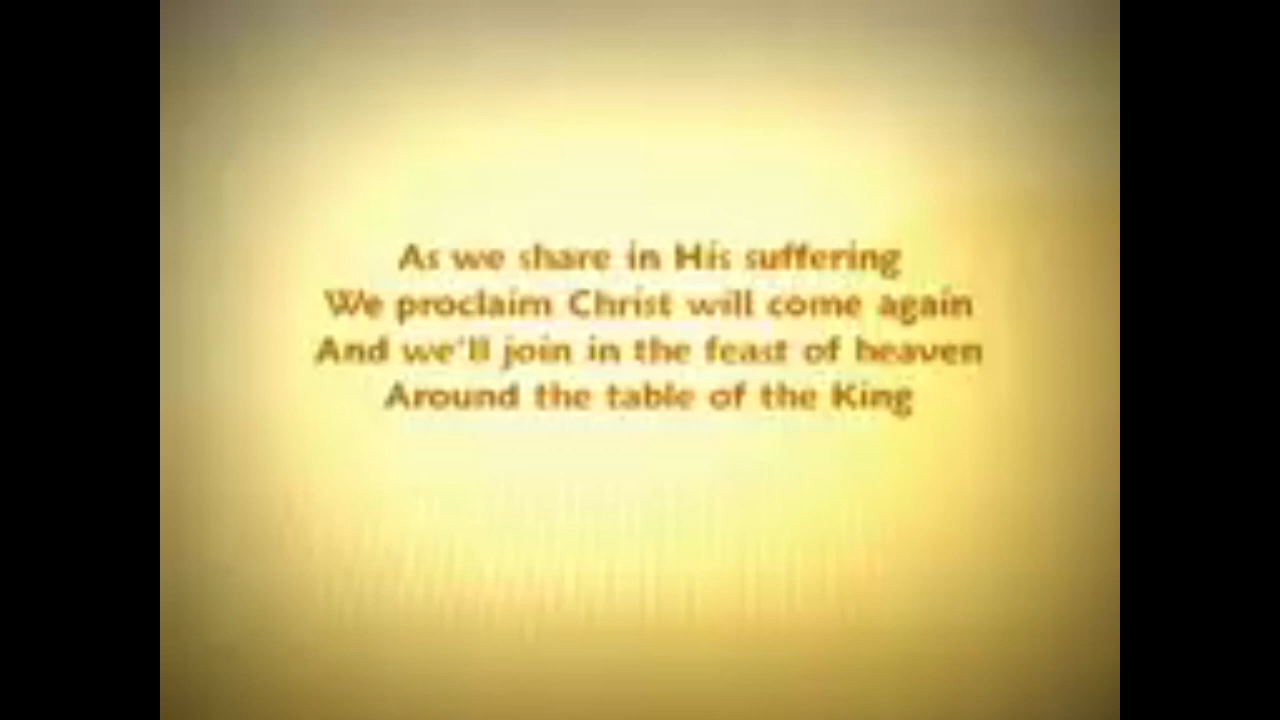 As we share in His suffering
We proclaim Christ will come again
And we'll join in the feast of heaven
Around the table of the King